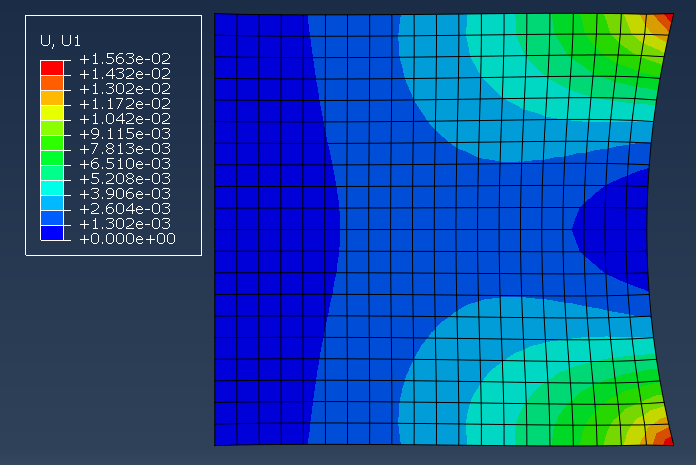 U, U1
+1.563e-02
+1.432e-02
+1.302e-02
+1.172e-02
+1.042e-02
+9.115e-03
+7.813e-03
+6.510e-03
+5.208e-03
+3.906e-03
+2.604e-03
+1.302e-03
+0.000e+00